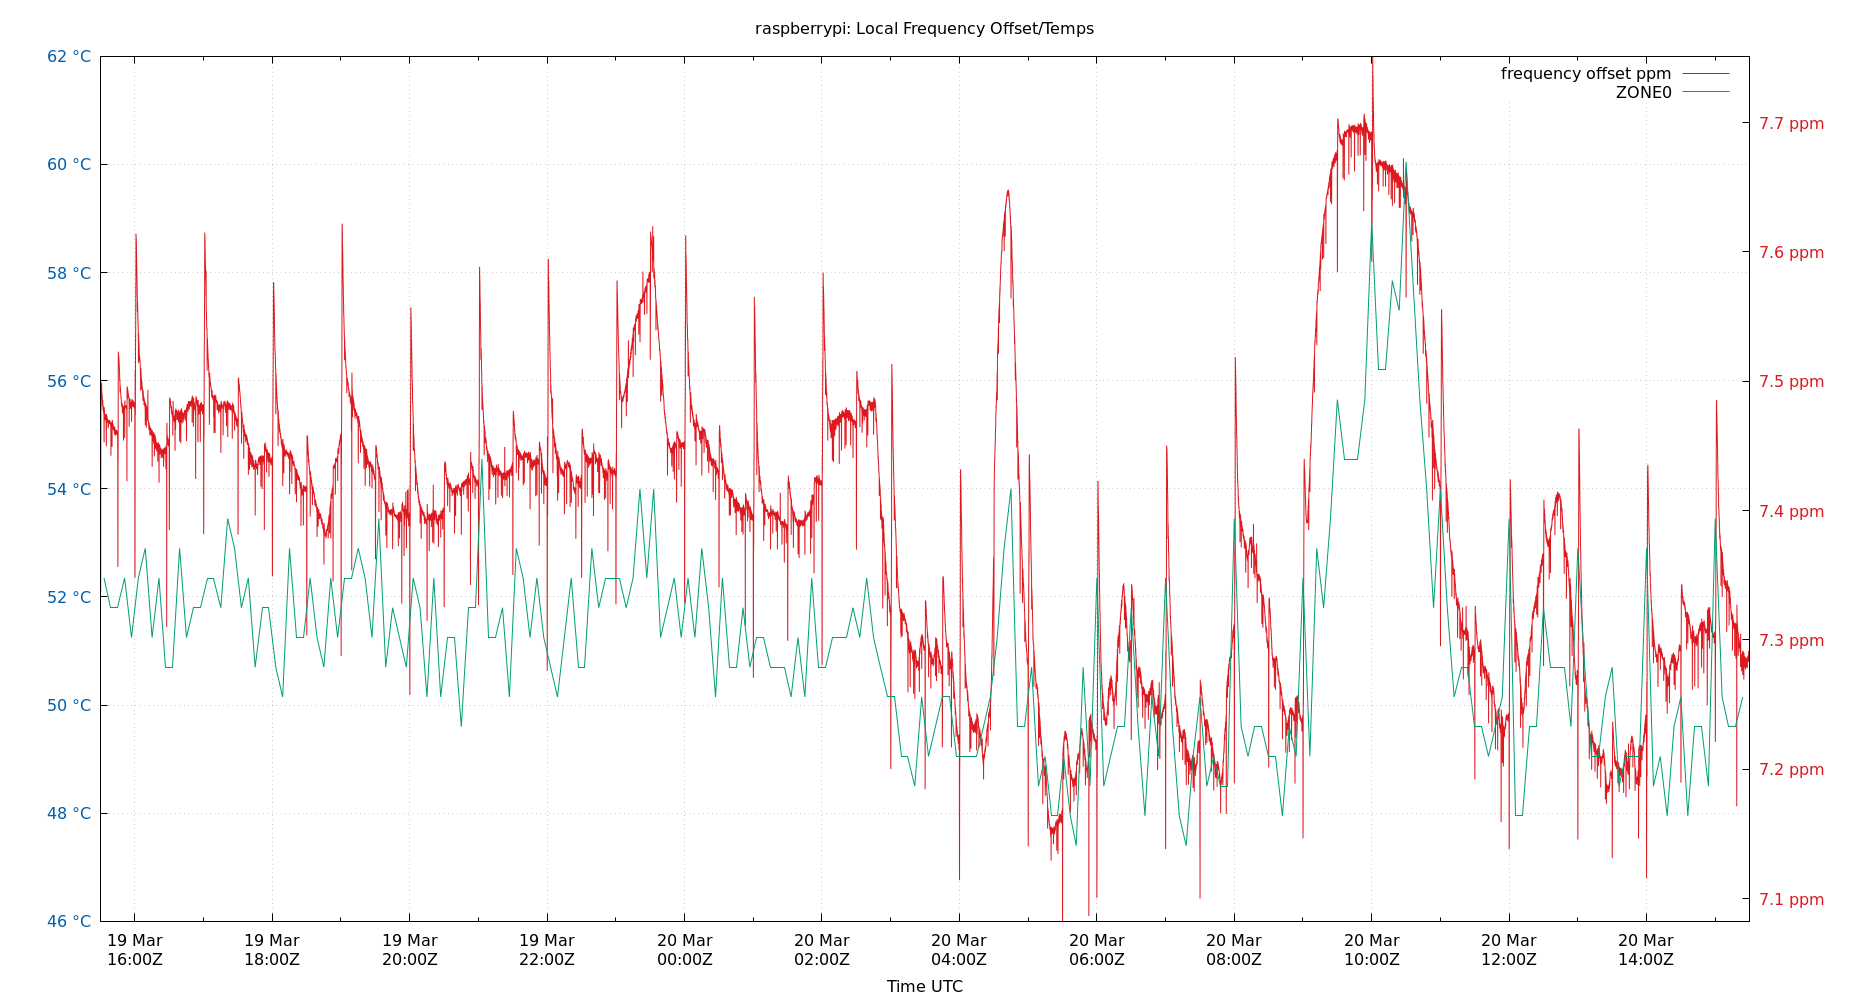 raspberrypi: Local Frequency Offset/Temps
62 °C
60 °C
58 °C
56 °C
54 °C
52 °C
50 °C
48 °C
46 °C
frequency offset ppm
ZONE0
7.7 ppm
7.6 ppm
7.5 ppm
7.4 ppm
7.3 ppm
7.2 ppm
7.1 ppm
19 Mar 19 Mar 19 Mar 19 Mar 20 Mar 20 Mar 20 Mar 20 Mar 20 Mar 20 Mar 20 Mar 20 Mar
16:00Z 18:00Z 20:00Z 22:00Z 00:00Z 02:00Z 04:00Z 06:00Z 08:00Z 10:00Z 12:00Z 14:00Z
Time UTC